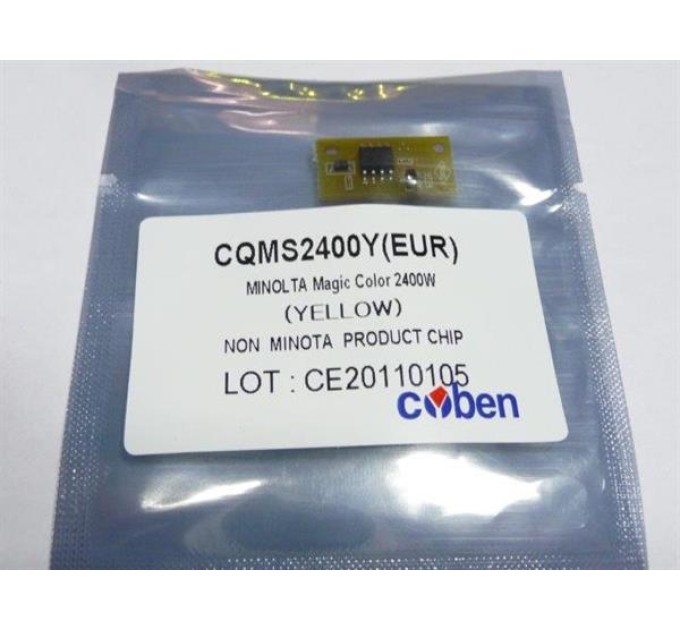 CQMS2400Y(EUR)
MINOLTA Magic Color 2400W
(YELLOW)
NON MINOTA PRODUCT CHIP
LOT : CE20110105
coben